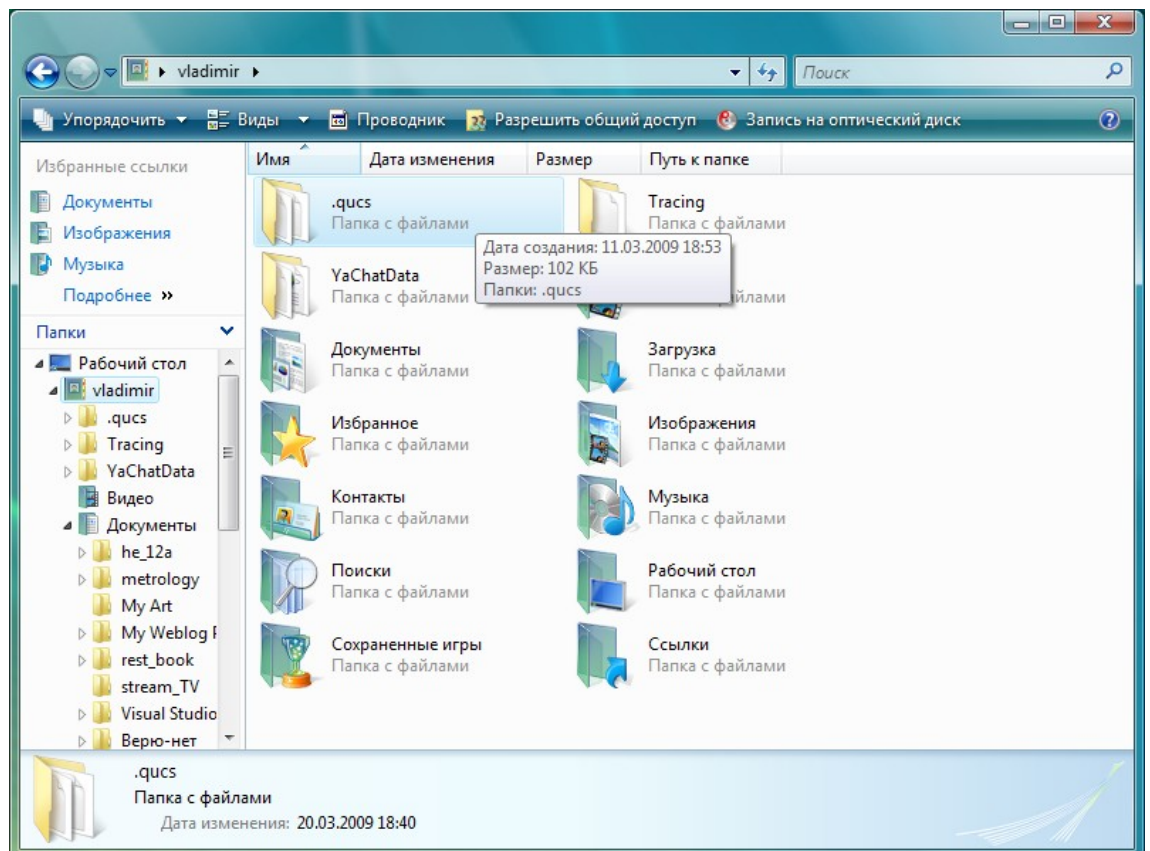 vladimir
Поиск
Упорядочить Виды Проводник Разрешить общий доступ Запись на оптический диск
Избранные ссылки
Документы
Изображения
Музыка
Подробнее »
Папки
Рабочий стол
vladimir
.qucs
Tracing
YaChatData
Видео
Документы
he_12a
metrology
My Art
My Weblog
rest_book
stream_TV
Visual Studio
Верю-нет
Имя Дата изменения Размер Путь к папке
.qucs
Папка с файлами
Tracing
Папка с файлами
YaChatData
Папка с файлами
Дата создания: 11.03.2009 18:53
Размер: 102 КБ
Папки: .qucs
Документы
Папка с файлами
Загрузка
Папка с файлами
Избранное
Папка с файлами
Изображения
Папка с файлами
Контакты
Папка с файлами
Музыка
Папка с файлами
Поиски
Папка с файлами
Рабочий стол
Папка с файлами
Сохраненные игры
Папка с файлами
Ссылки
Папка с файлами
.qucs
Папка с файлами
Дата изменения: 20.03.2009 18:40